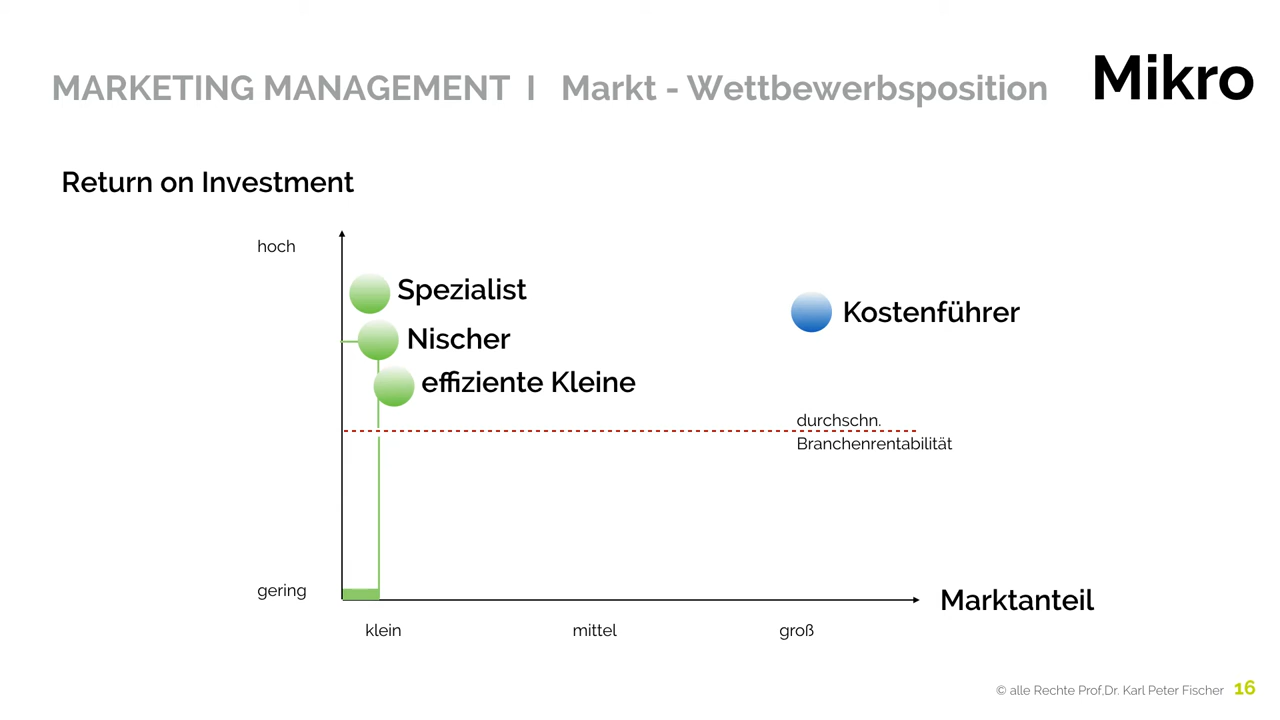 MARKETING MANAGEMENT I Markt - Wettbewerbsposition Mikro
Return on Investment
hoch
Spezialist
Kostenführer
Nischer
effiziente Kleine
durchschn.
Branchenrentabilität
gering
Marktanteil
klein mittel groß
© alle Rechte Prof.Dr. Karl Peter Fischer 16